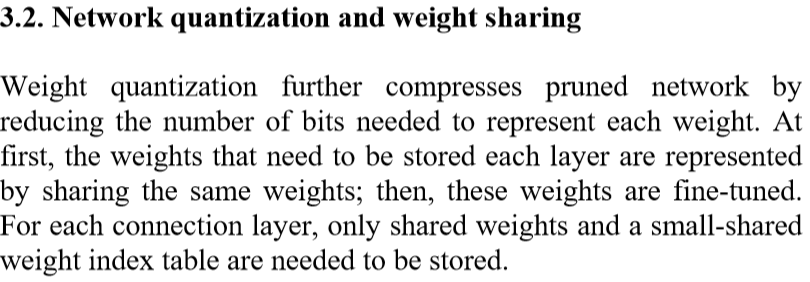 3.2. Network quantization and weight sharing
Weight quantization further compresses pruned network by
reducing the number of bits needed to represent each weight. At
first, the weights that need to be stored each layer are represented
by sharing the same weights; then, these weights are fine-tuned.
For each connection layer, only shared weights and a small-shared
weight index table are needed to be stored.